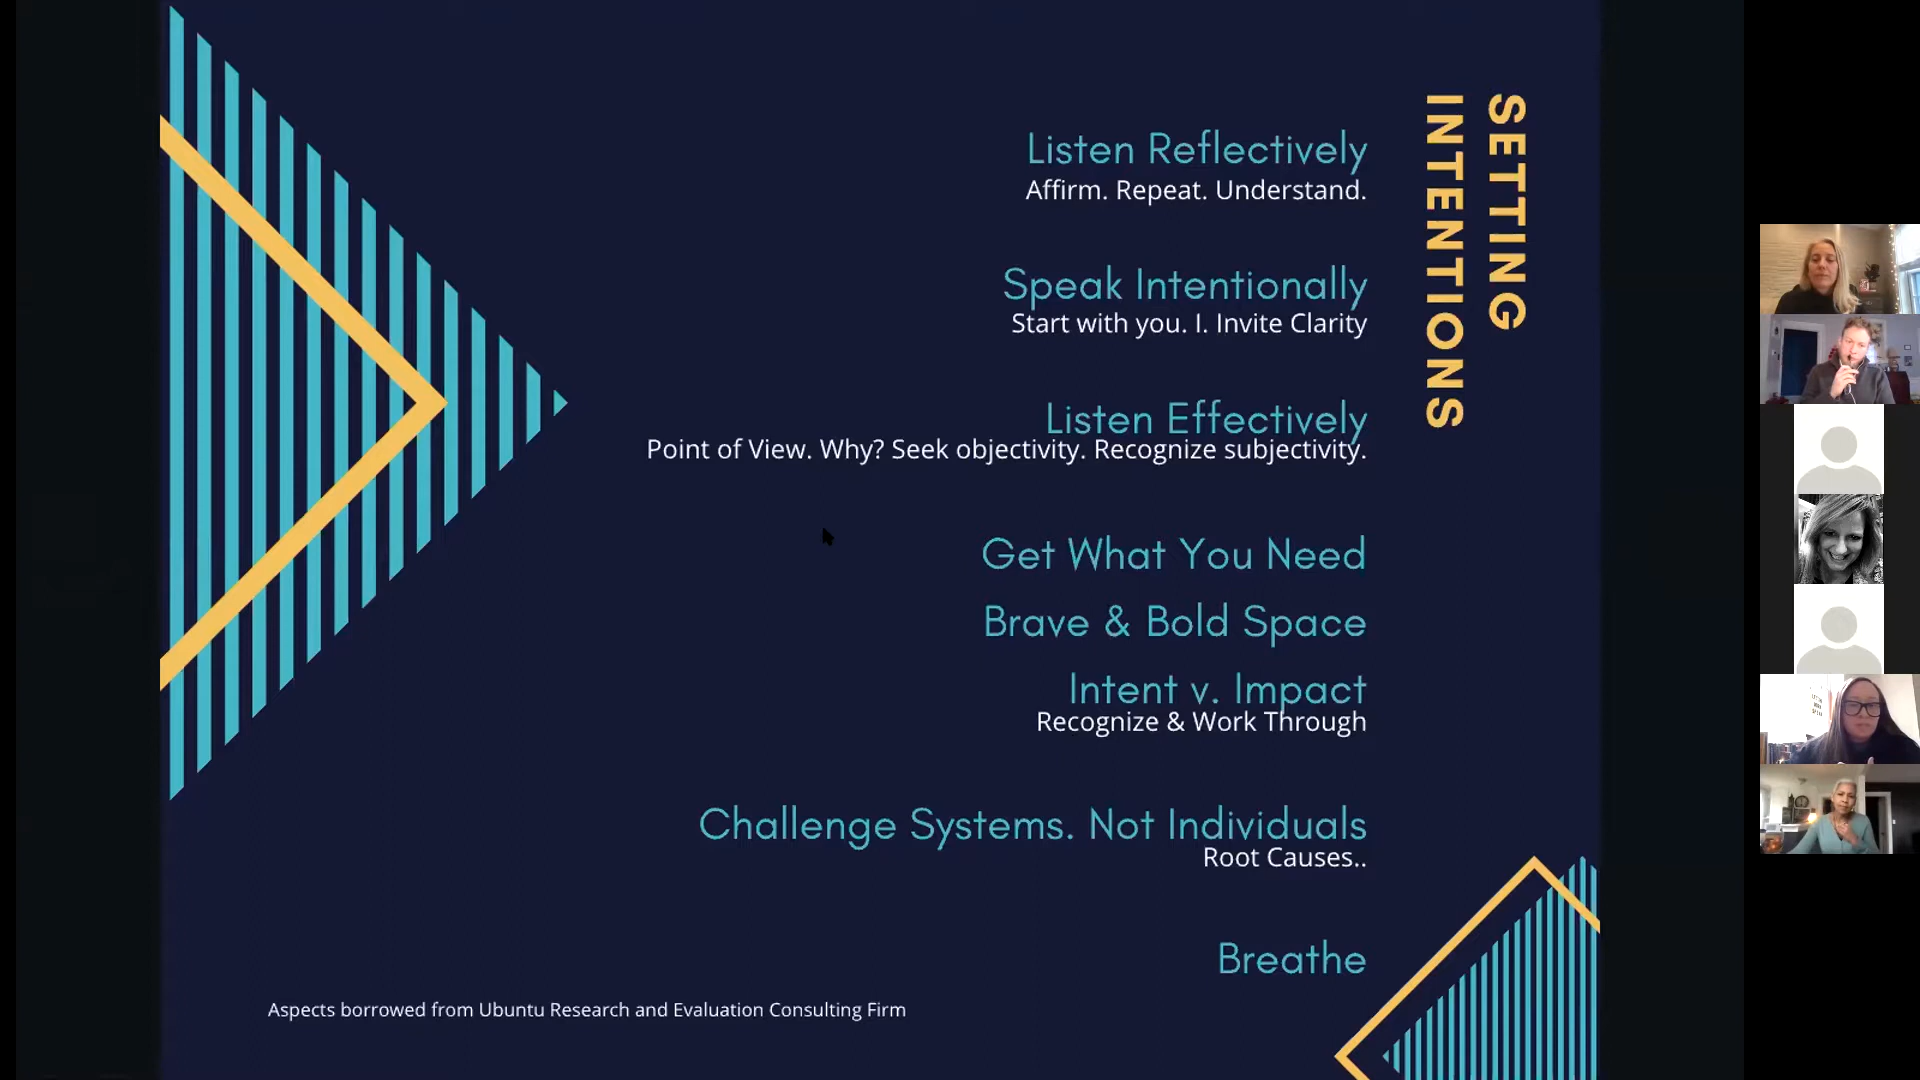 SETTING
INTENTIONS
Listen Reflectively
Affirm. Repeat. Understand.
Speak Intentionally
Start with you. I. Invite Clarity
Listen Effectively
Point of View. Why? Seek objectivity. Recognize subjectivity.
Get What You Need
Brave & Bold Space
Intent v. Impact
Recognize & Work Through
Challenge Systems. Not Individuals
Root Causes..
Breathe
Aspects borrowed from Ubuntu Research and Evaluation Consulting Firm